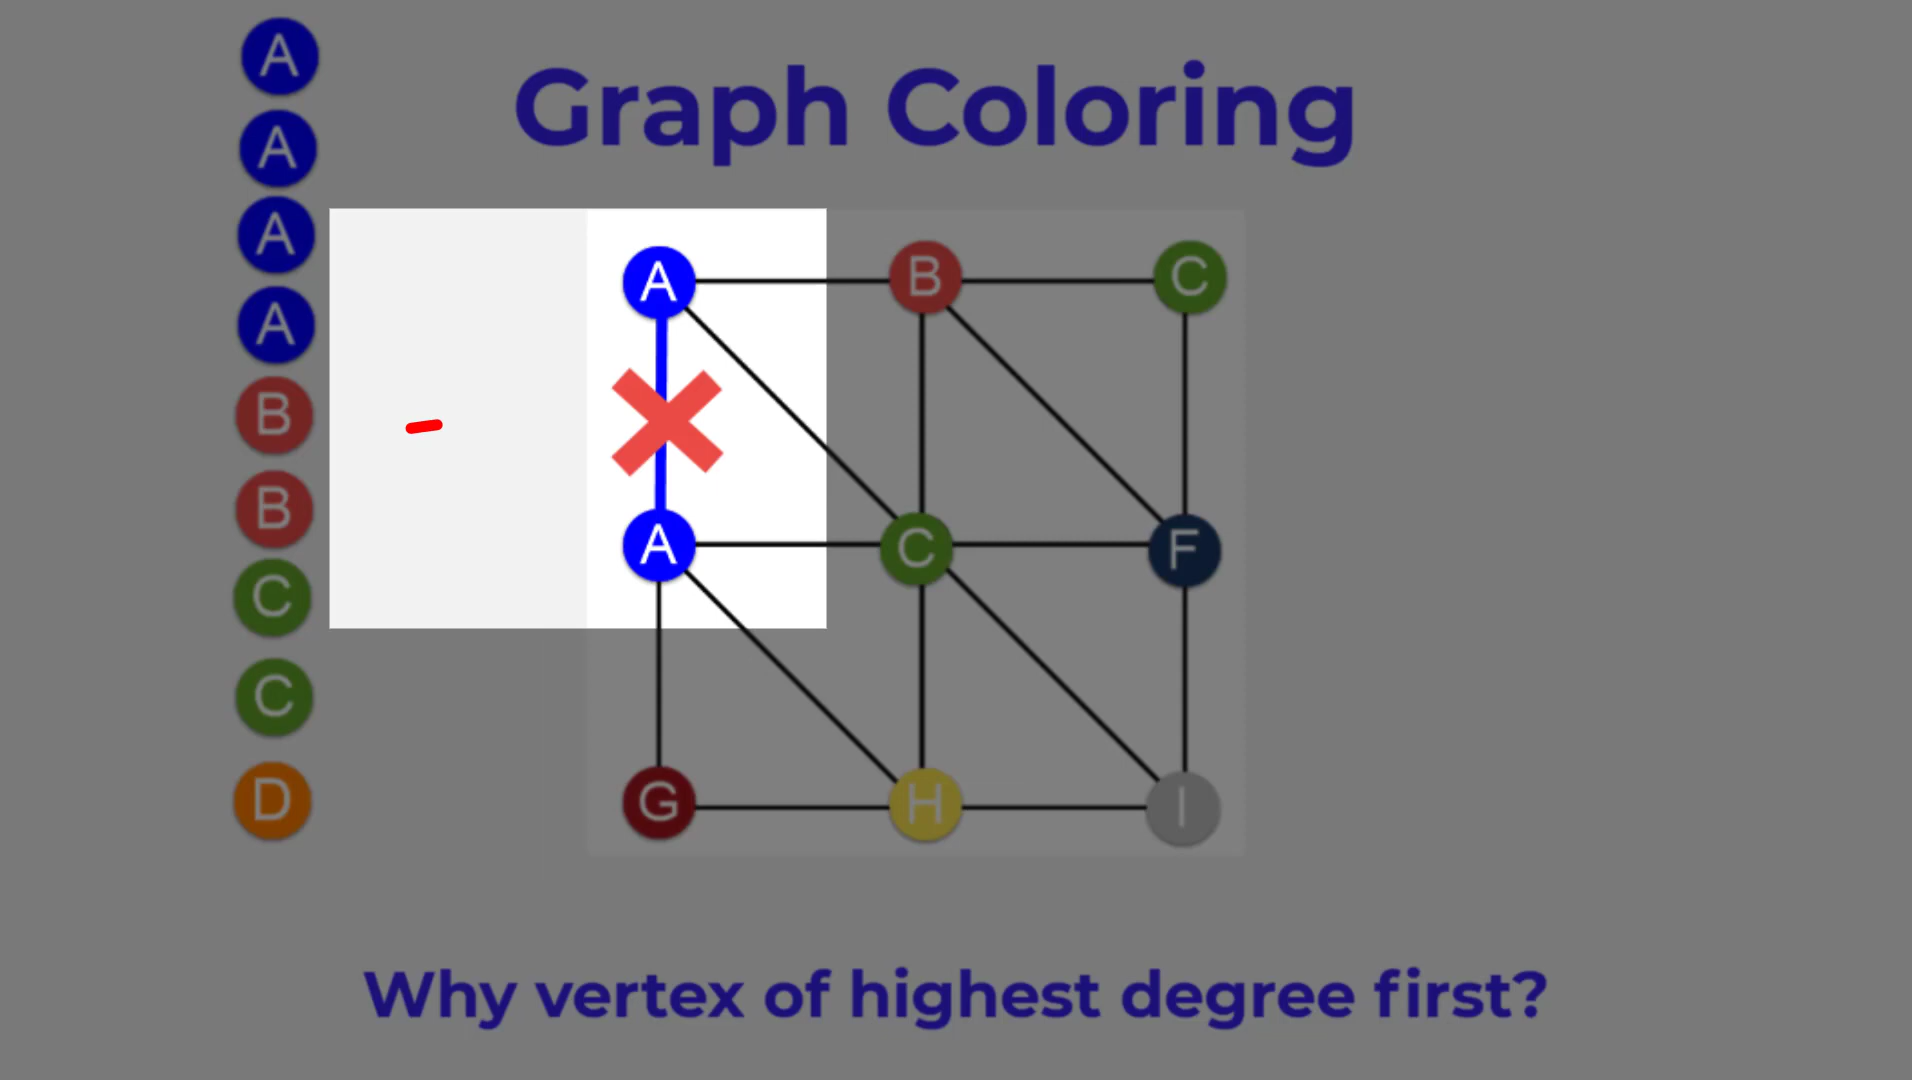 A
Graph Coloring
A
A
A
B
B
C
C
D
A B C
A C F
G H I
Why vertex of highest degree first?